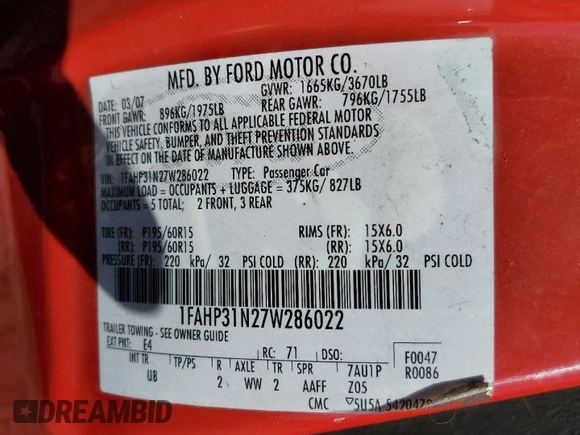 MFD. BY FORD MOTOR CO.
DATE: 03/07 GVWR: 1665KG/3670LB
FRONT GAWR: 896KG/1975LB REAR GAWR: 796KG/1755LB
THIS VEHICLE CONFORMS TO ALL APPLICABLE FEDERAL MOTOR
VEHICLE SAFETY, BUMPER, AND THEFT PREVENTION STANDARDS
IN EFFECT ON THE DATE OF MANUFACTURE SHOWN ABOVE.
VIN: 1FAHP31N27W286022 TYPE: Passenger Car
MAXIMUM LOAD = OCCUPANTS + LUGGAGE = 375KG/ 827LB
OCCUPANTS = 5 TOTAL; 2 FRONT, 3 REAR
TIRE (FR): P195/60R15 RIMS (FR): 15X6.0
(RR): P195/60R15 (RR): 15X6.0
PRESSURE (FR): 220 kPa/ 32 PSI COLD (RR): 220 kPa/ 32 PSI COLD
1FAHP31N27W286022
TRAILER TOWING - SEE OWNER GUIDE
EXT PNT: E4 RC: 71 DSO: F0047
INT TR TP/PS R AXLE TR SPR 7AU1P R0086
UB 2 WW 2 AAFF Z05
CMC 5U5A
DREAMBID